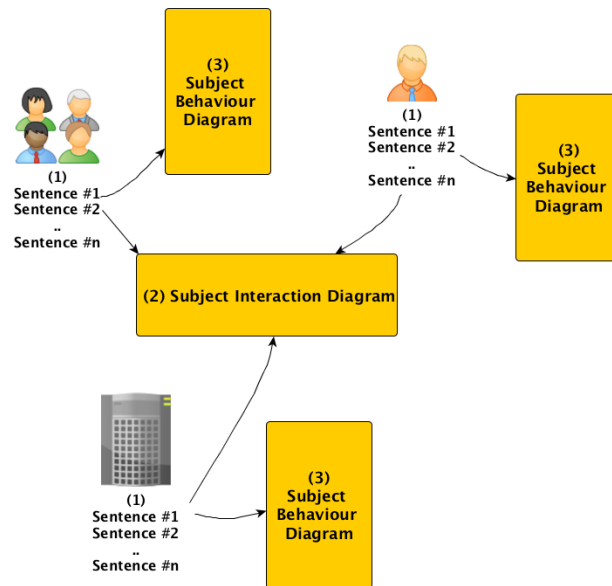 (3)
Subject
Behaviour
Diagram
(1)
Sentence #1
Sentence #2
..
Sentence #n
(1)
Sentence #1
Sentence #2
..
Sentence #n
(3)
Subject
Behaviour
Diagram
(2) Subject Interaction Diagram
(1)
Sentence #1
Sentence #2
..
Sentence #n
(3)
Subject
Behaviour
Diagram